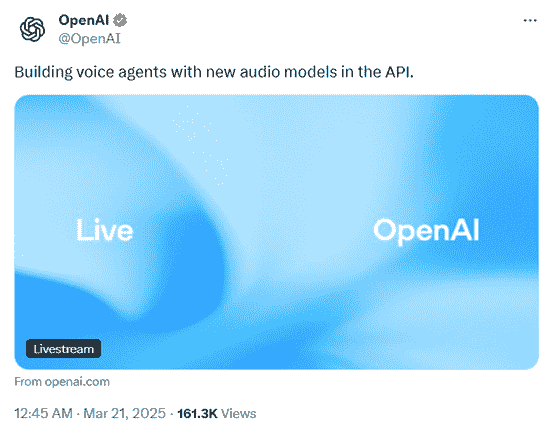 OpenAI
@OpenAI
Building voice agents with new audio models in the API.
Live
OpenAI
Livestream
From openai.com
12:45 AM · Mar 21, 2025 · 161.3K Views